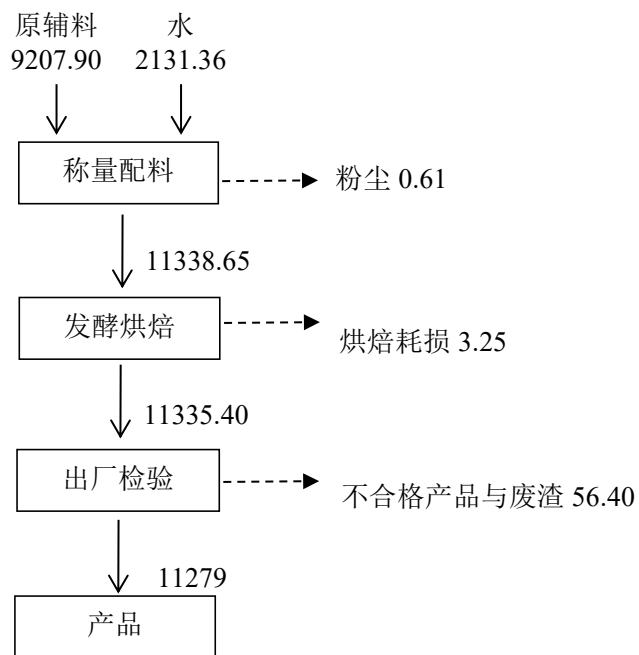 原辅料 水
9207.90 2131.36
称量配料
粉尘 0.61
11338.65
发酵烘焙
烘焙耗损 3.25
11335.40
出厂检验
不合格产品与废渣 56.40
11279
产品